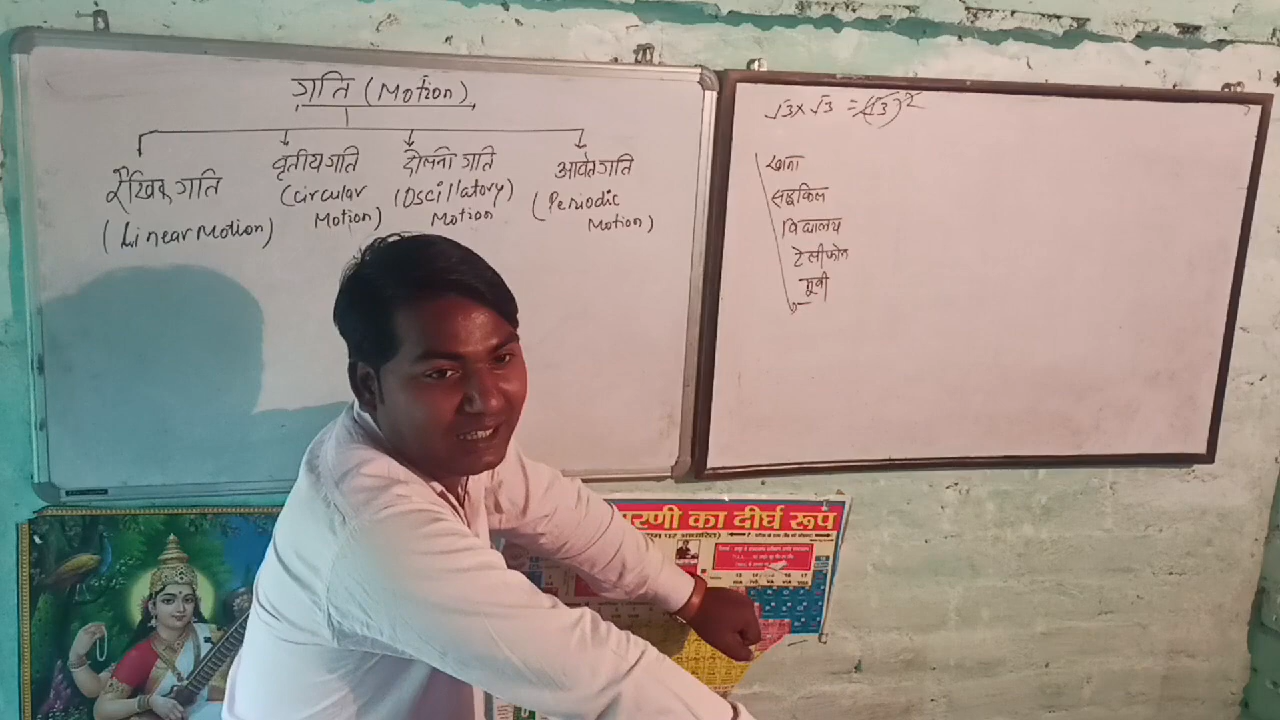 गति (Motion)
रैखिक गति
(Linear Motion)
वृतीय गति
(Circular
Motion)
दोलनी गति
(Oscillatory)
Motion
आवर्त गति
(Periodic
Motion)
√3 × √3 = (√3)²
खाना
साइकिल
विद्यालय
टेलीफोन
मूवी
रणी का दीर्घ रूप